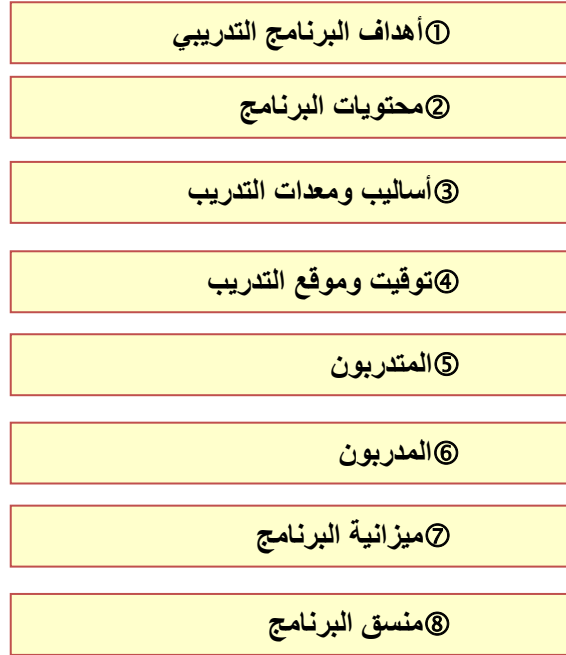 ①أهداف البرنامج التدريبي
②محتويات البرنامج
③أساليب ومعدات التدريب
④توقيت وموقع التدريب
⑤المتدربون
⑥المدربون
⑦ميزانية البرنامج
⑧منسق البرنامج